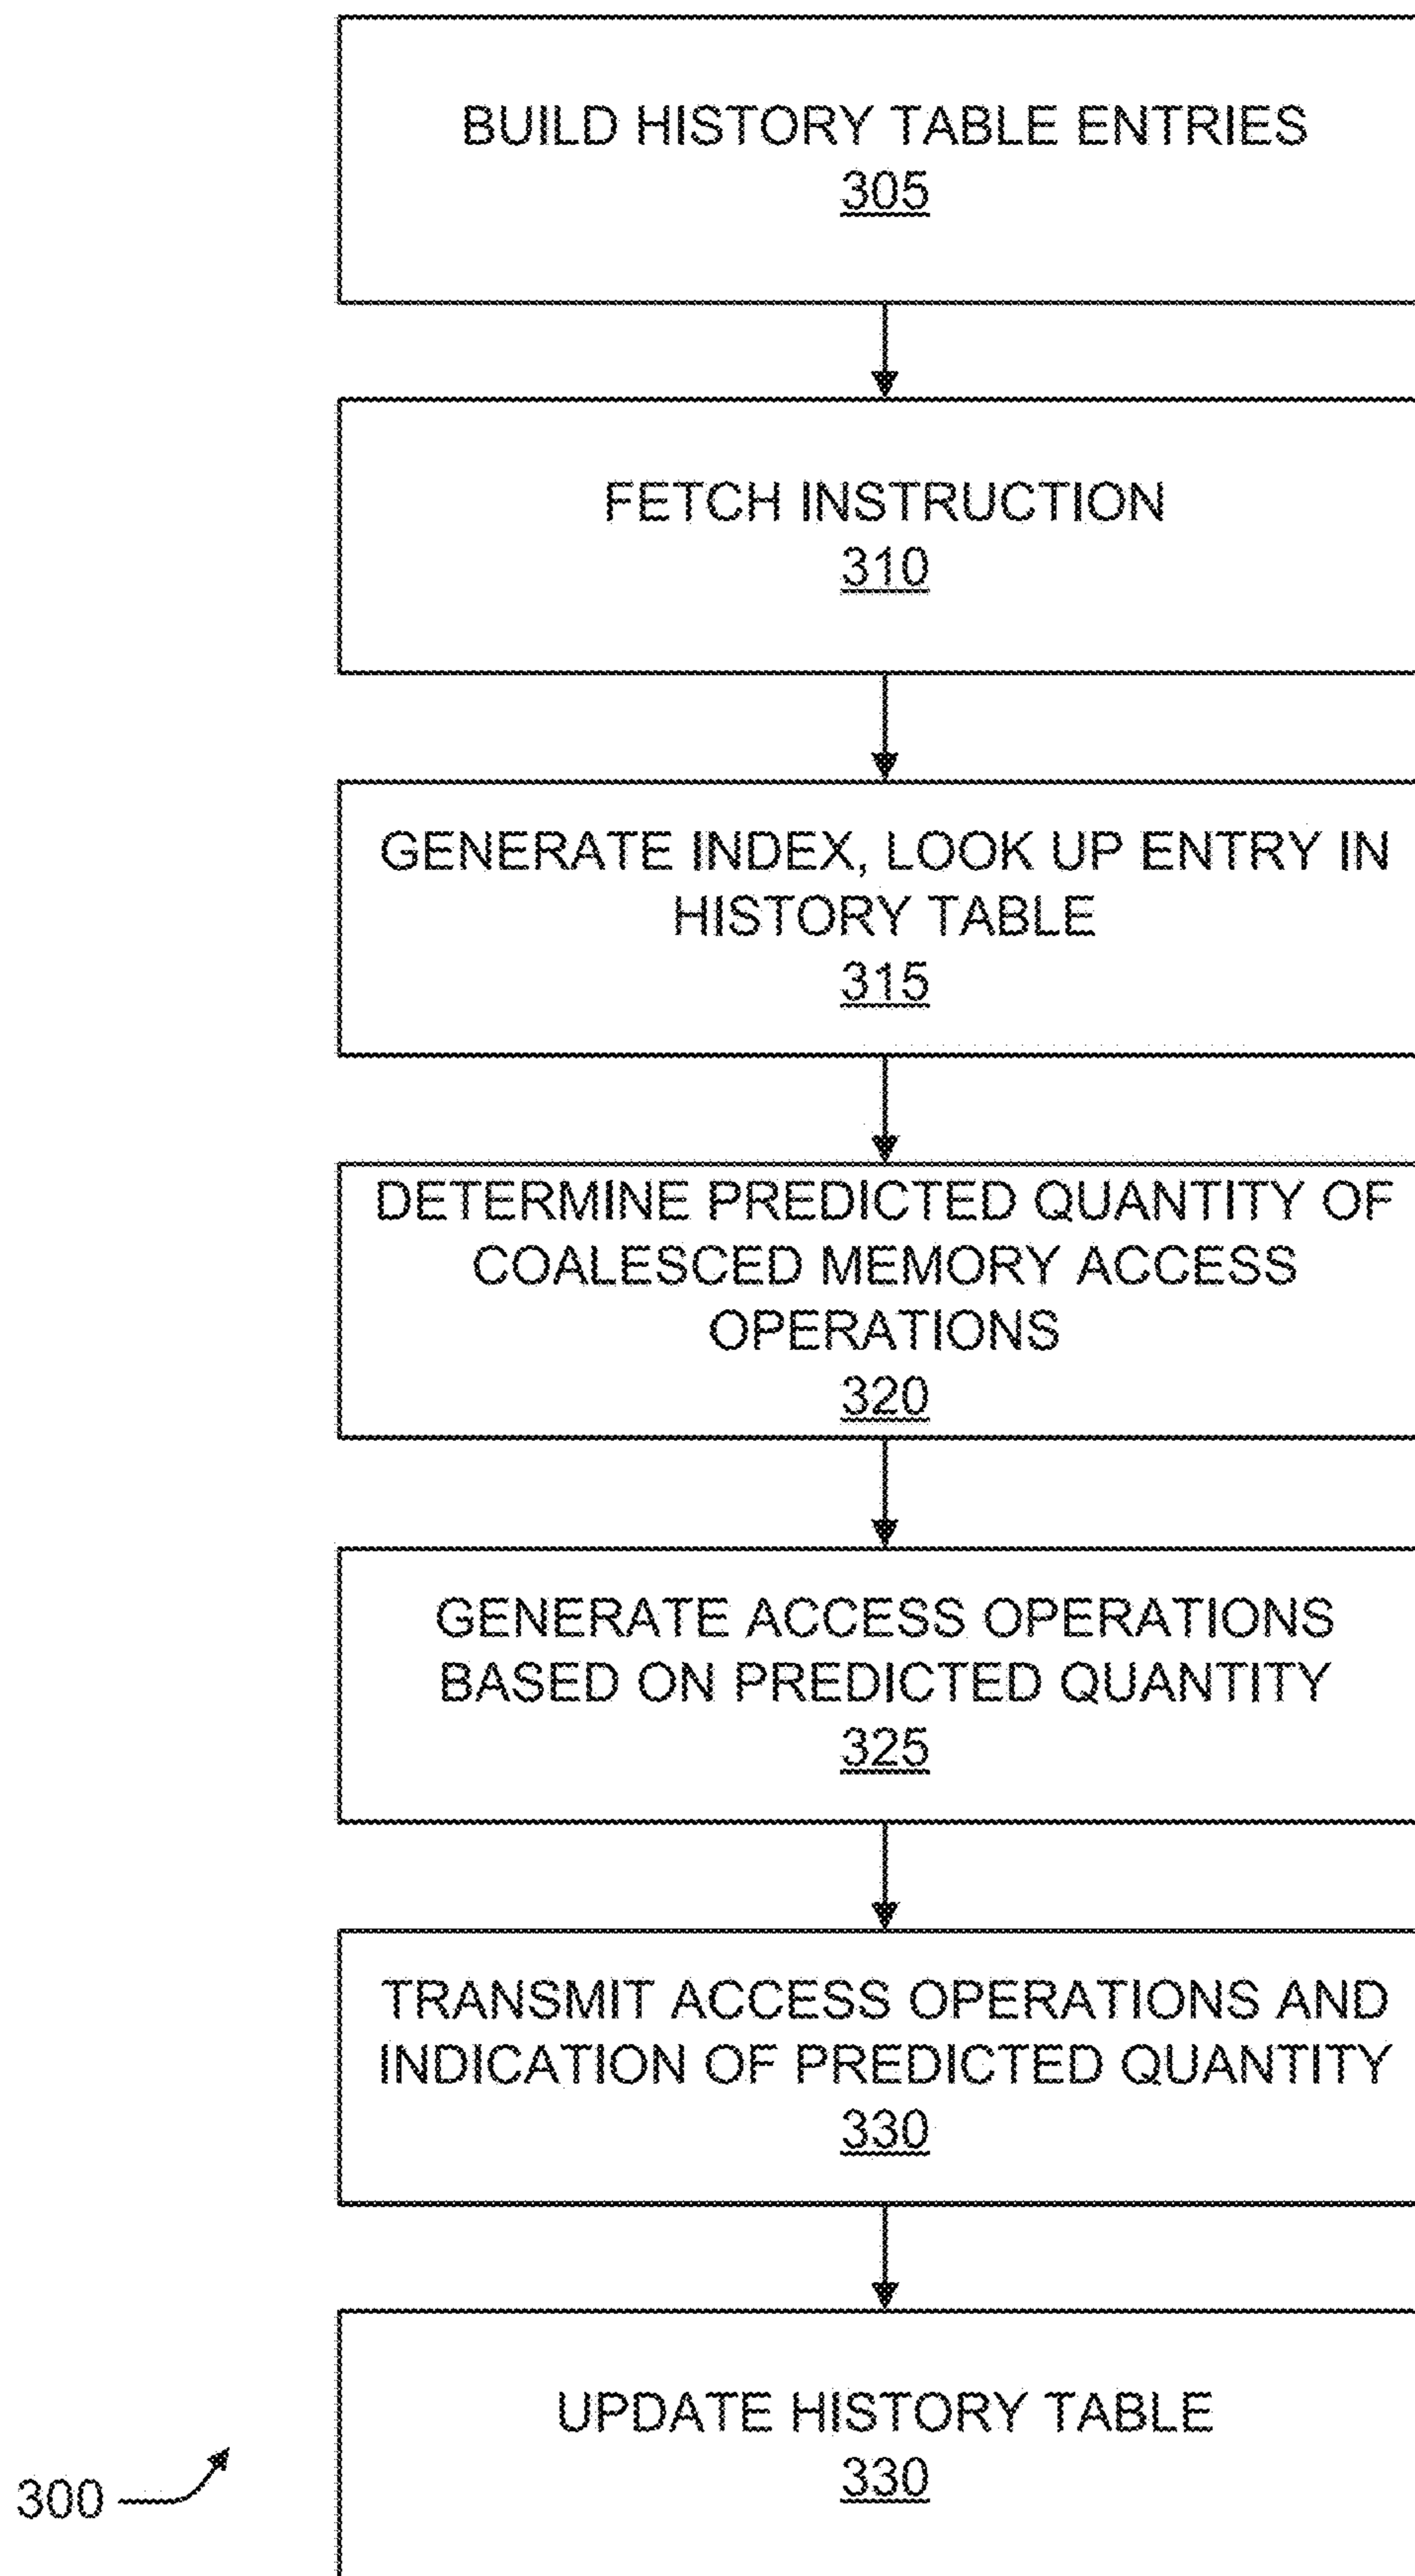 BUILD HISTORY TABLE ENTRIES
305
FETCH INSTRUCTION
310
GENERATE INDEX, LOOK UP ENTRY IN
HISTORY TABLE
315
DETERMINE PREDICTED QUANTITY OF
COALESCED MEMORY ACCESS
OPERATIONS
320
GENERATE ACCESS OPERATIONS
BASED ON PREDICTED QUANTITY
325
TRANSMIT ACCESS OPERATIONS AND
INDICATION OF PREDICTED QUANTITY
330
UPDATE HISTORY TABLE
330
300